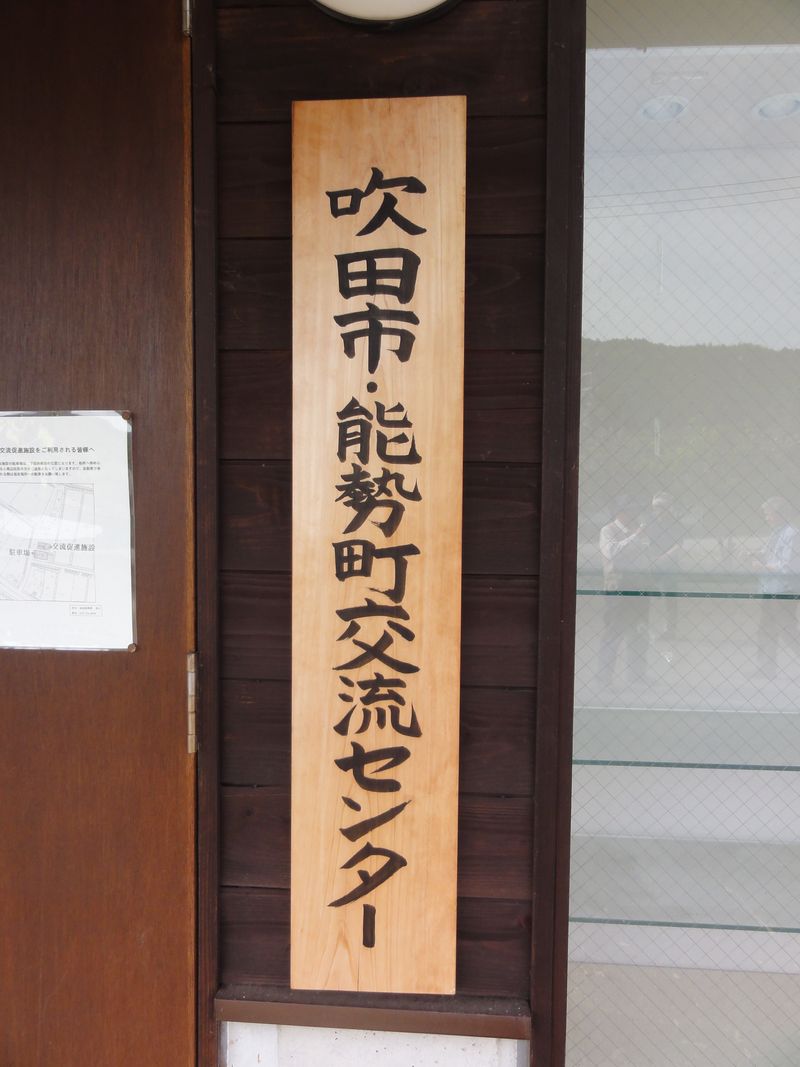 吹田市・能勢町交流センター
交流促進施設をご利用される皆様へ
交流促進施設
駐車場